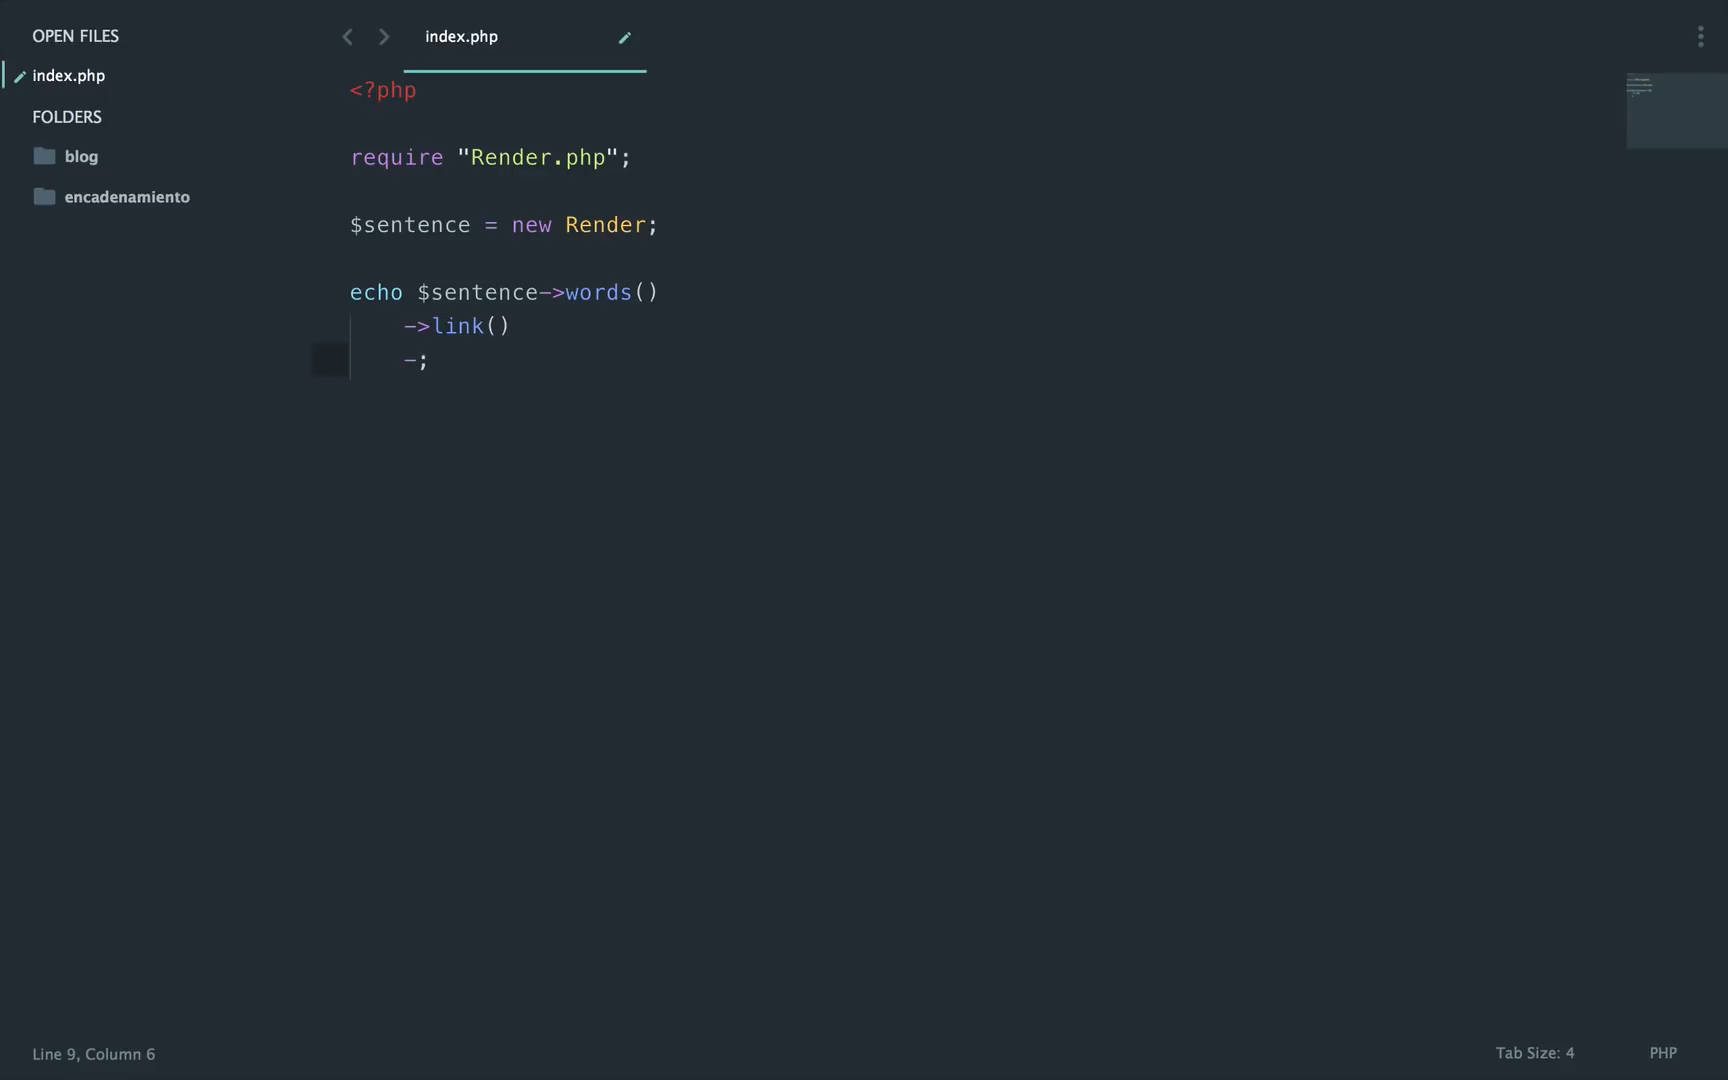 OPEN FILES
index.php
FOLDERS
blog
encadenamiento
index.php
<?php
require "Render.php";
$sentence = new Render;
echo $sentence->words()
->link()
-;
Line 9, Column 6
Tab Size: 4
PHP